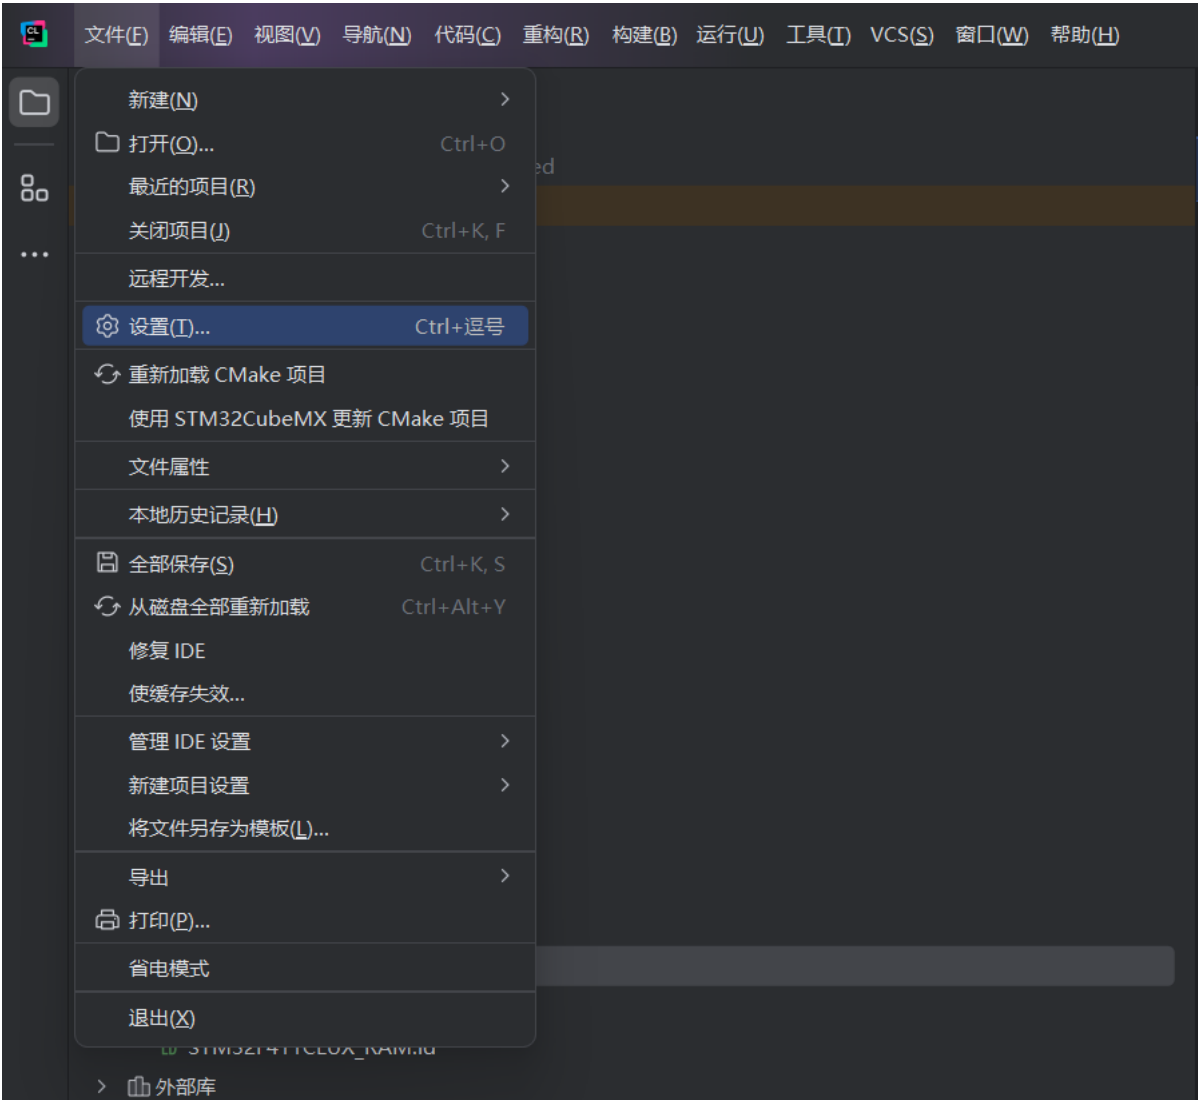 CL
文件(F) 编辑(E) 视图(V) 导航(N) 代码(C) 重构(R) 构建(B) 运行(U) 工具(T) VCS(S) 窗口(W) 帮助(H)
新建(N)
打开(O)... Ctrl+O
ed
最近的项目(R)
关闭项目(J) Ctrl+K, F
远程开发...
设置(T)... Ctrl+逗号
重新加载 CMake 项目
使用 STM32CubeMX 更新 CMake 项目
文件属性
本地历史记录(H)
全部保存(S) Ctrl+K, S
从磁盘全部重新加载 Ctrl+Alt+Y
修复 IDE
使缓存失效...
管理 IDE 设置
新建项目设置
将文件另存为模板(L)...
导出
打印(P)...
省电模式
退出(X)
STM32F411CEUX_RAM.ld
外部库